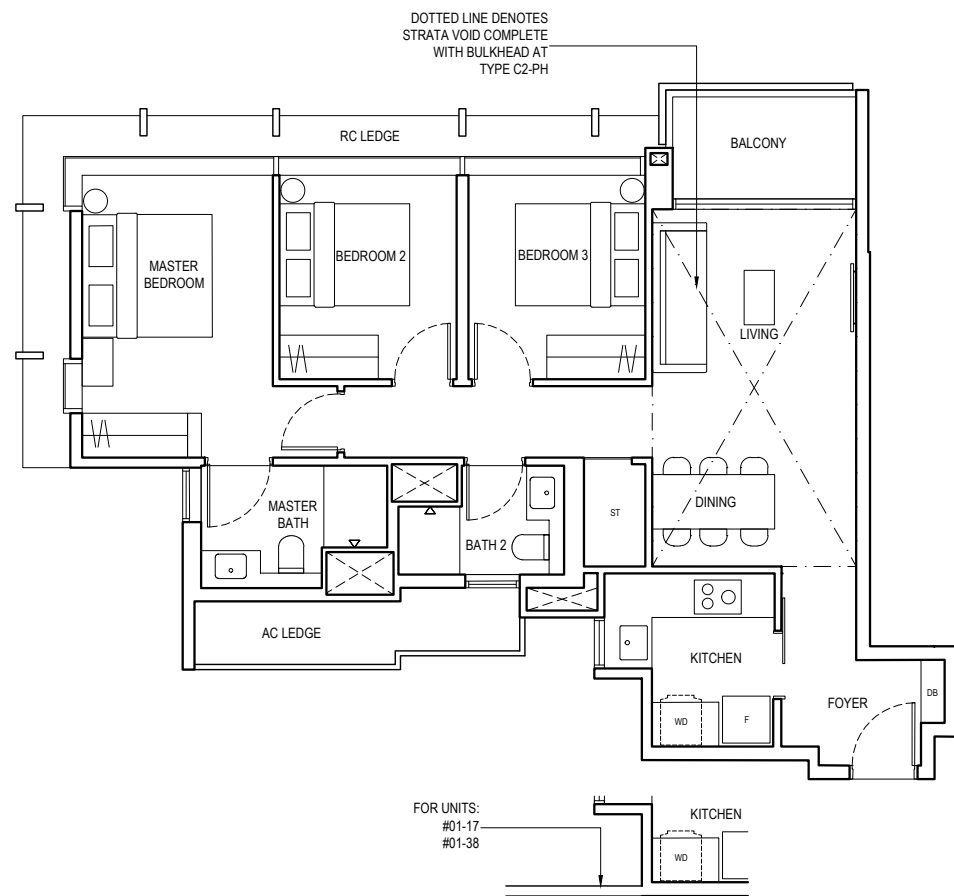 DOTTED LINE DENOTES
STRATA VOID COMPLETE
WITH BULKHEAD AT
TYPE C2-PH
RC LEDGE
BALCONY
MASTER
BEDROOM
BEDROOM 2
BEDROOM 3
LIVING
DINING
ST
MASTER
BATH
BATH 2
AC LEDGE
KITCHEN
WD
F
FOYER
DB
FOR UNITS:
#01-17
#01-38
KITCHEN
WD